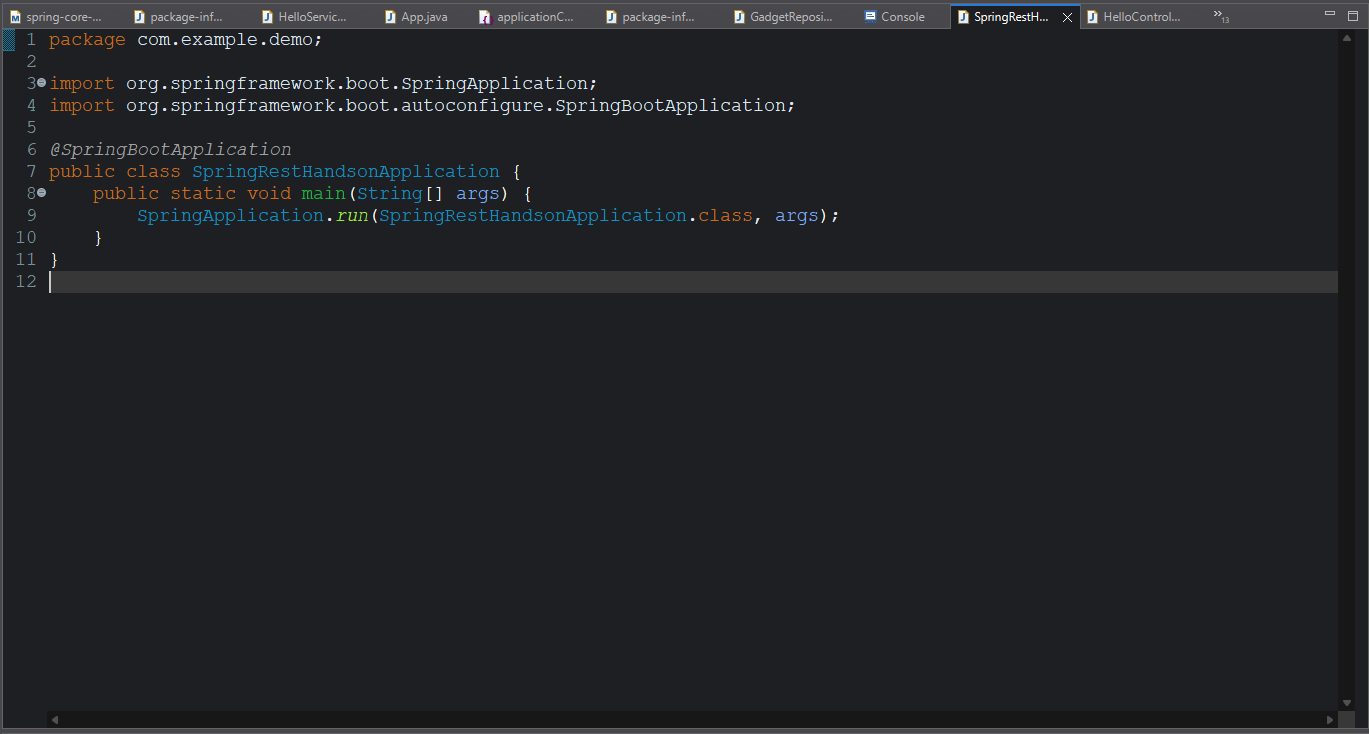 spring-core-... package-inf... HelloServic... App.java applicationC... package-inf... GadgetReposi... Console SpringRestH... HelloControl... »13
1 package com.example.demo;
2
3 import org.springframework.boot.SpringApplication;
4 import org.springframework.boot.autoconfigure.SpringBootApplication;
5
6 @SpringBootApplication
7 public class SpringRestHandsonApplication {
8     public static void main(String[] args) {
9         SpringApplication.run(SpringRestHandsonApplication.class, args);
10     }
11 }
12